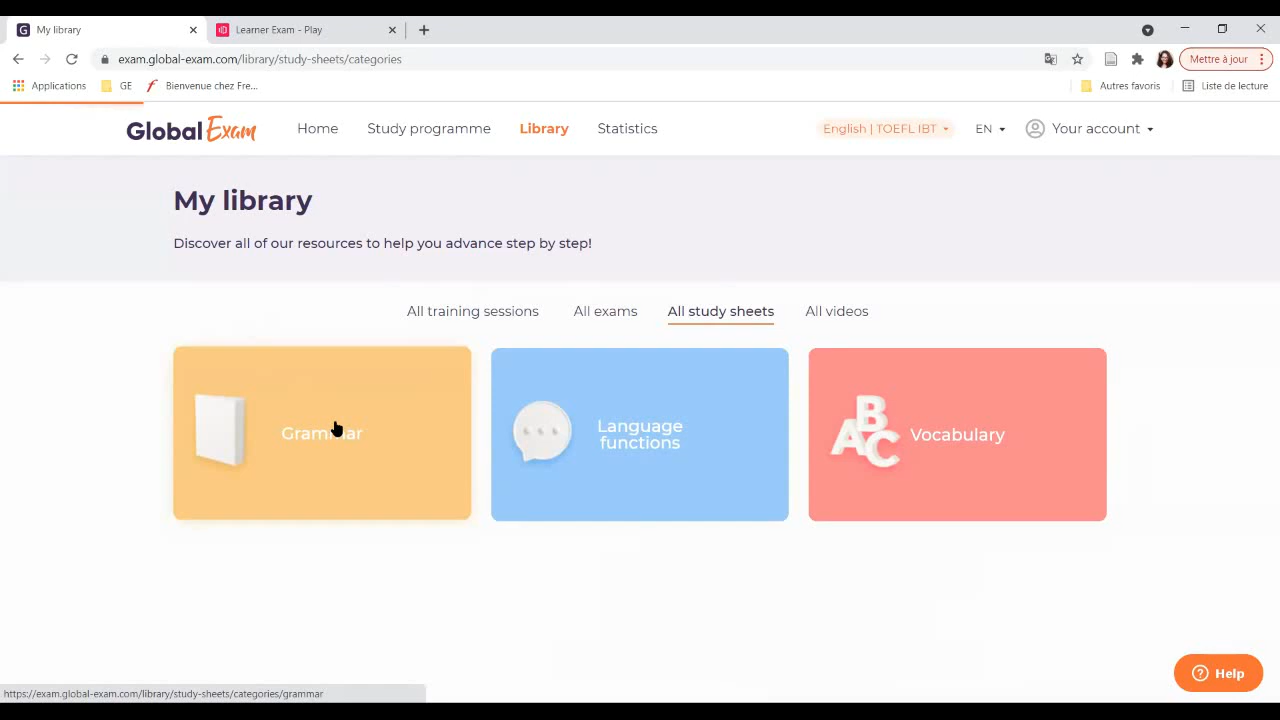 My library
Learner Exam - Play
exam.global-exam.com/library/study-sheets/categories
Mettre à jour
Applications
GE
Bienvenue chez Fre...
Autres favoris
Liste de lecture
Global Exam
Home
Study programme
Library
Statistics
English | TOEFL IBT
EN
Your account
My library
Discover all of our resources to help you advance step by step!
All training sessions
All exams
All study sheets
All videos
Grammar
Language
functions
ABC
Vocabulary
Help
https://exam.global-exam.com/library/study-sheets/categories/grammar